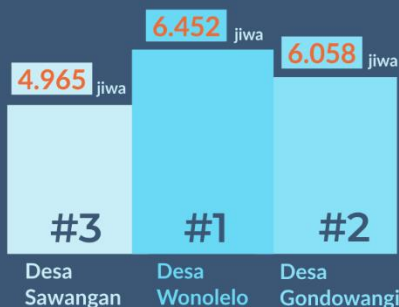 4.965 jiwa
6.452 jiwa
6.058 jiwa
#3
#1
#2
Desa
Sawangan
Desa
Wonolelo
Desa
Gondowangi